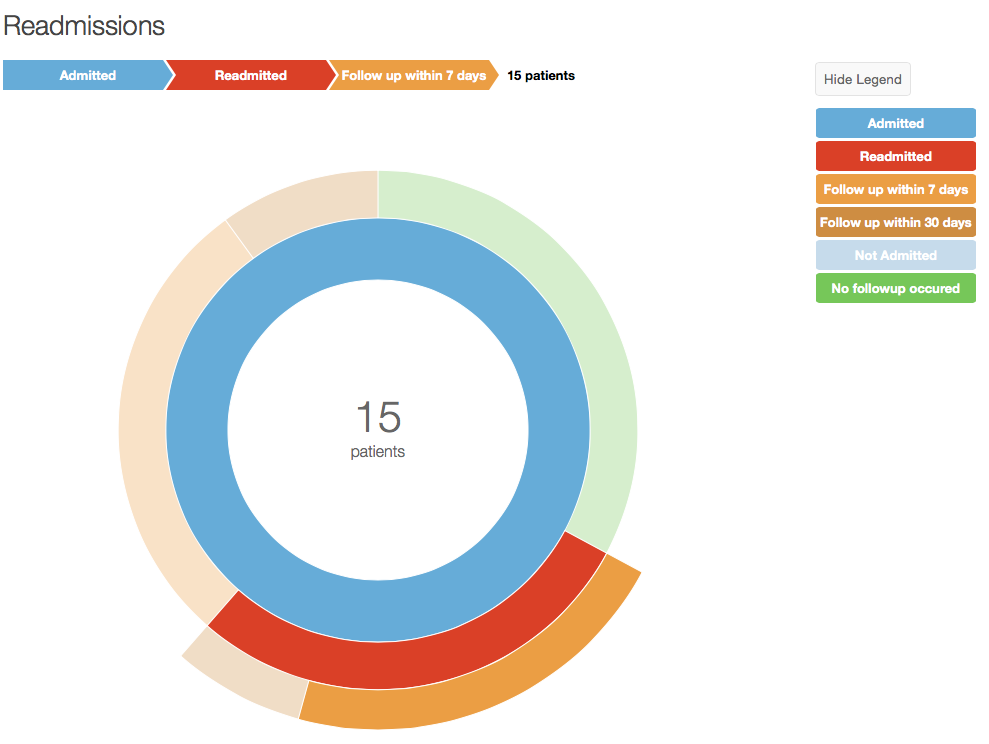 Readmissions
Admitted
Readmitted
Follow up within 7 days
15 patients
Hide Legend
Admitted
Readmitted
Follow up within 7 days
Follow up within 30 days
Not Admitted
No followup occured
15
patients